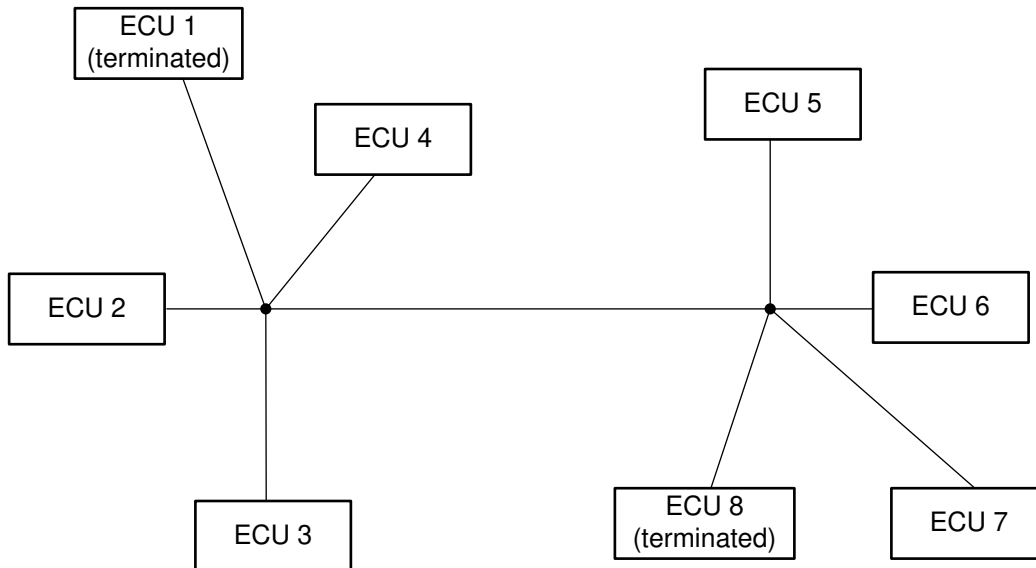 ECU 1
(terminated)
ECU 4
ECU 5
ECU 2
ECU 6
ECU 3
ECU 8
(terminated)
ECU 7